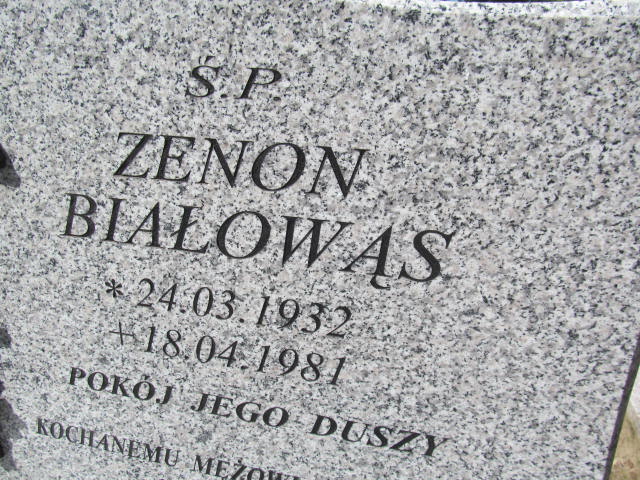 Ś.P.
ZENON
BIAŁOWĄS
* 24.03.1932
+18.04.1981
POKÓJ JEGO DUSZY
KOCHANEMU